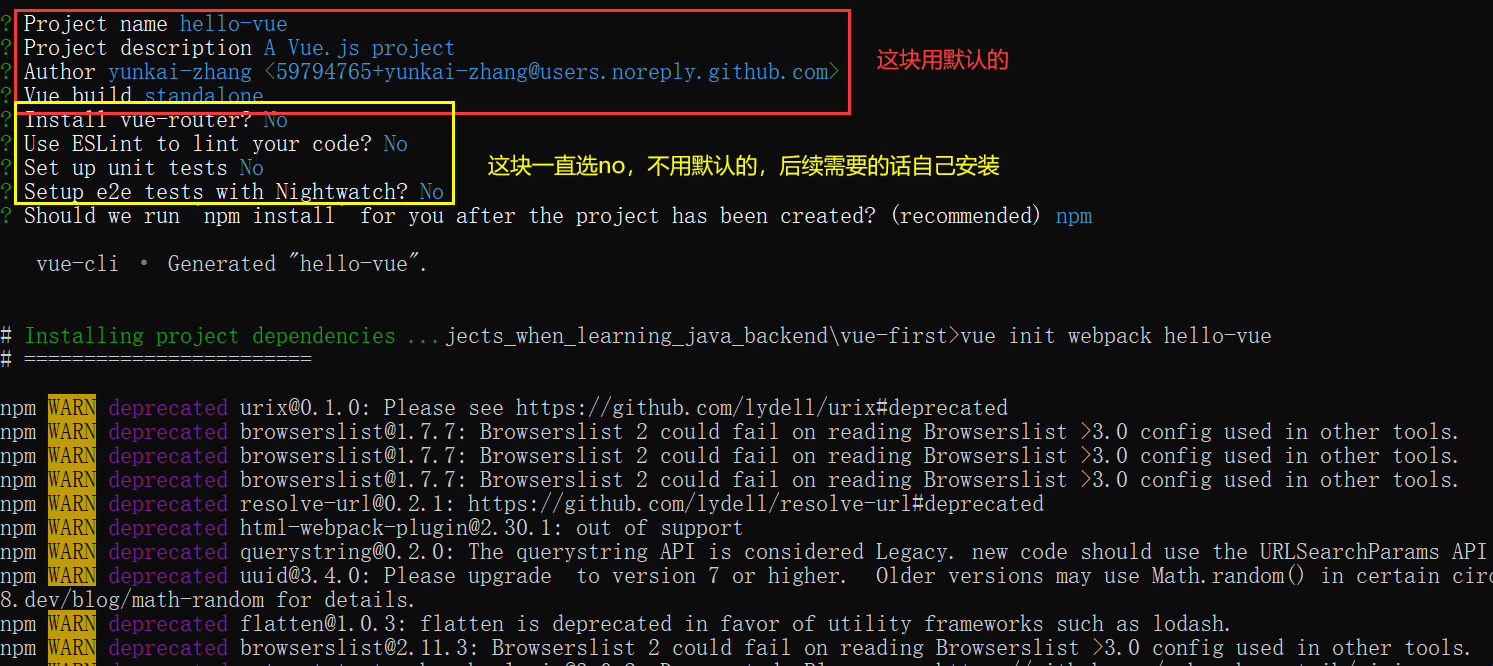 ? Project name hello-vue
? Project description A Vue.js project
? Author yunkai-zhang <59794765+yunkai-zhang@users.noreply.github.com>
这块用默认的
? Vue build standalone
? Install vue-router? No
? Use ESLint to lint your code? No
? Set up unit tests No
这块一直选no，不用默认的，后续需要的话自己安装
? Setup e2e tests with Nightwatch? No
? Should we run `npm install` for you after the project has been created? (recommended) npm
vue-cli · Generated "hello-vue".
# Installing project dependencies ...jects_when_learning_java_backend\vue-first>vue init webpack hello-vue
# ========================
npm WARN deprecated urix@0.1.0: Please see https://github.com/lydell/urix#deprecated
npm WARN deprecated browserslist@1.7.7: Browserslist 2 could fail on reading Browserslist >3.0 config used in other tools.
npm WARN deprecated browserslist@1.7.7: Browserslist 2 could fail on reading Browserslist >3.0 config used in other tools.
npm WARN deprecated browserslist@1.7.7: Browserslist 2 could fail on reading Browserslist >3.0 config used in other tools.
npm WARN deprecated resolve-url@0.2.1: https://github.com/lydell/resolve-url#deprecated
npm WARN deprecated html-webpack-plugin@2.30.1: out of support
npm WARN deprecated querystring@0.2.0: The querystring API is considered Legacy. new code should use the URLSearchParams API
npm WARN deprecated uuid@3.4.0: Please upgrade  to version 7 or higher.  Older versions may use Math.random() in certain circ
8.dev/blog/math-random for details.
npm WARN deprecated flatten@1.0.3: flatten is deprecated in favor of utility frameworks such as lodash.
npm WARN deprecated browserslist@2.11.3: Browserslist 2 could fail on reading Browserslist >3.0 config used in other tools.